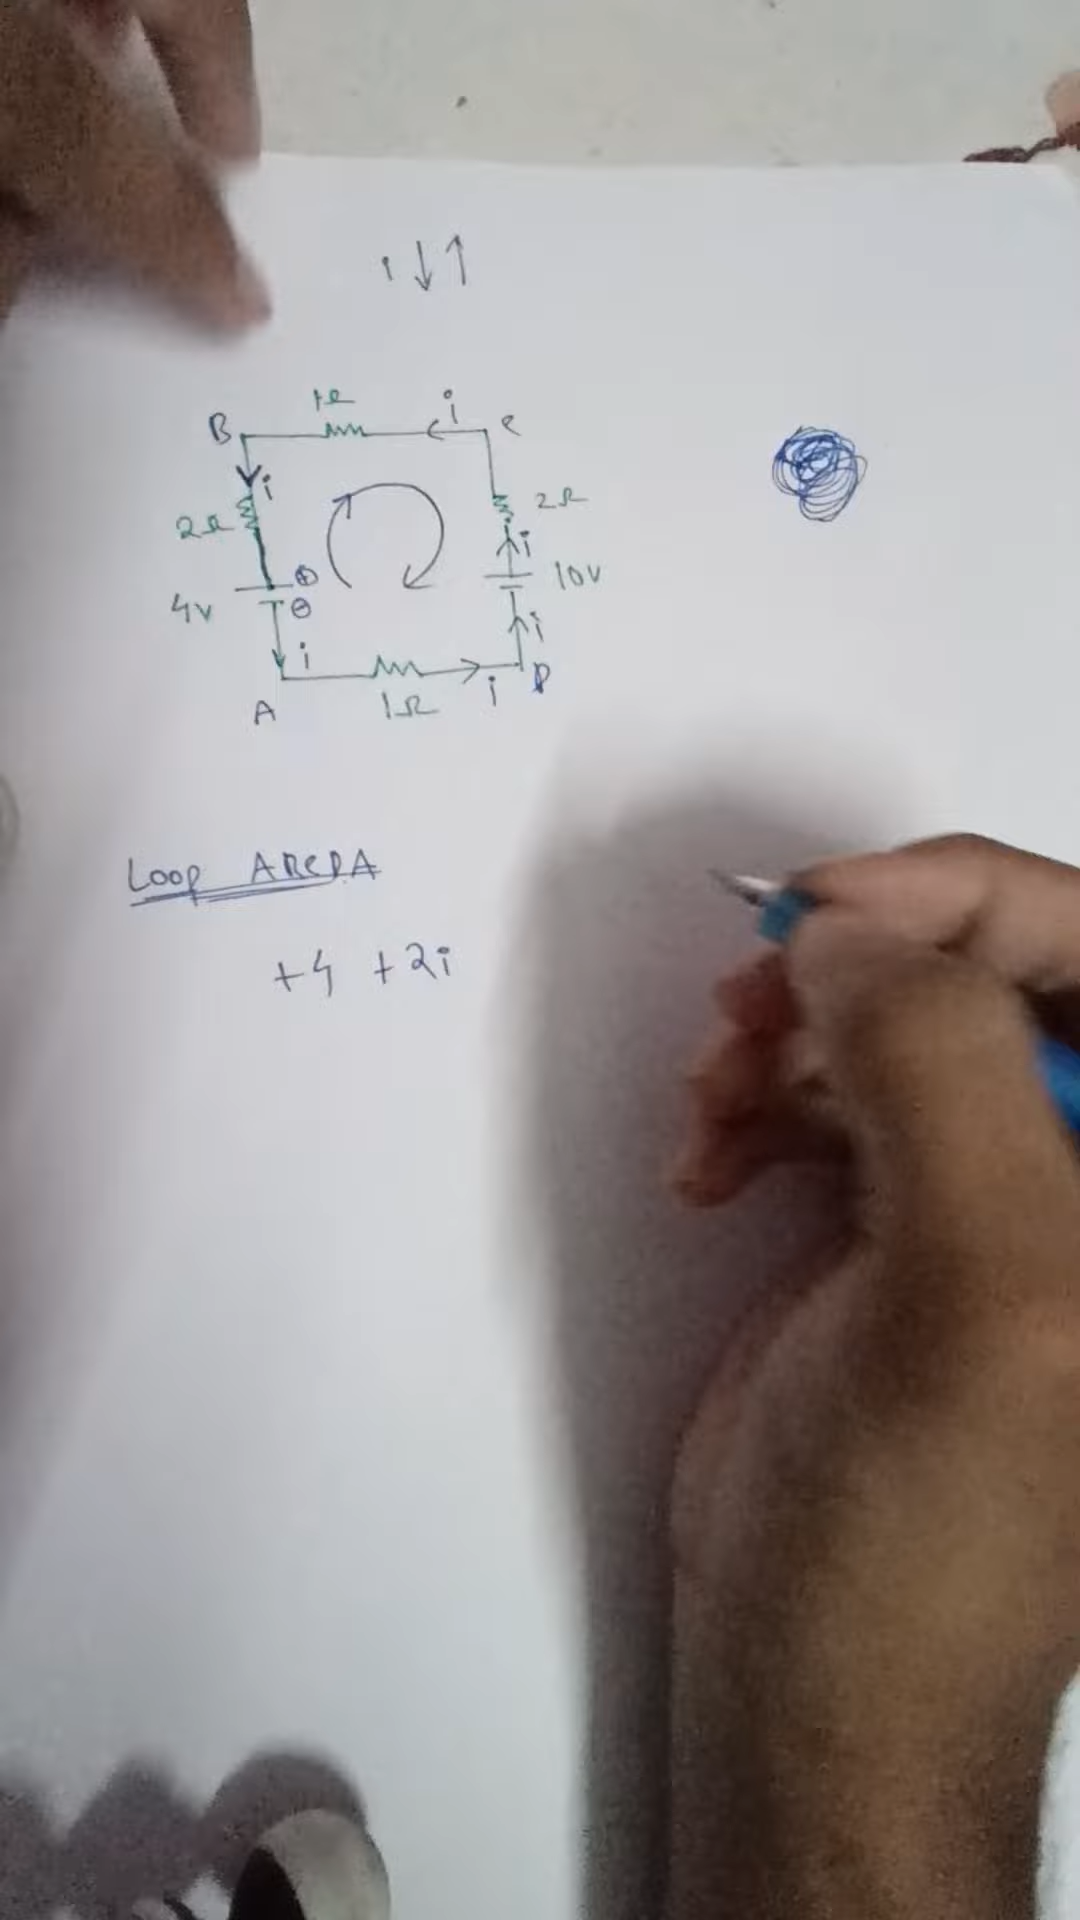 i ↓ ↑
1Ω
B i C
i
2Ω 2Ω
i
⊕ 10V
4V ⊖
i
i
i D
A 1Ω
Loop ABCDA
+4 +2i